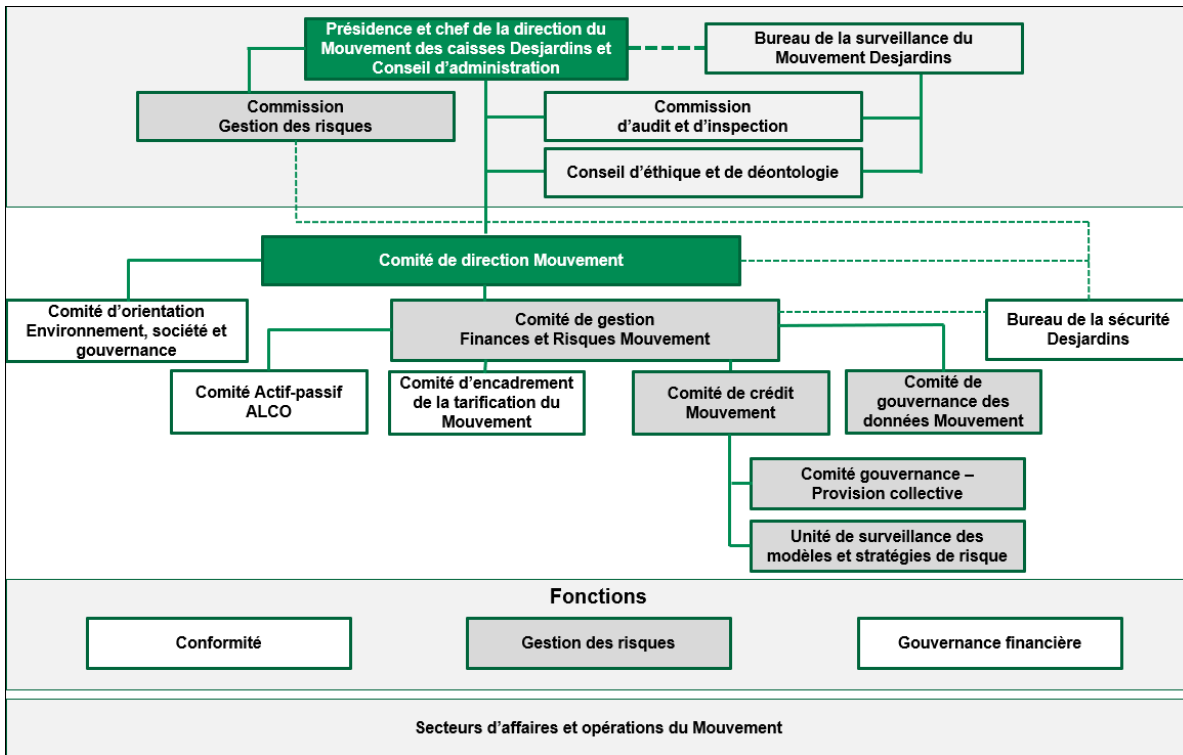 Présidence et chef de la direction du
Mouvement des caisses Desjardins et
Conseil d'administration
Bureau de la surveillance du
Mouvement Desjardins
Commission
Gestion des risques
Commission
d'audit et d'inspection
Conseil d'éthique et de déontologie
Comité de direction Mouvement
Comité d'orientation
Environnement, société et
gouvernance
Comité de gestion
Finances et Risques Mouvement
Bureau de la sécurité
Desjardins
Comité Actif-passif
ALCO
Comité d'encadrement
de la tarification du
Mouvement
Comité de crédit
Mouvement
Comité de
gouvernance des
données Mouvement
Comité gouvernance –
Provision collective
Unité de surveillance des
modèles et stratégies de risque
Fonctions
Conformité
Gestion des risques
Gouvernance financière
Secteurs d'affaires et opérations du Mouvement